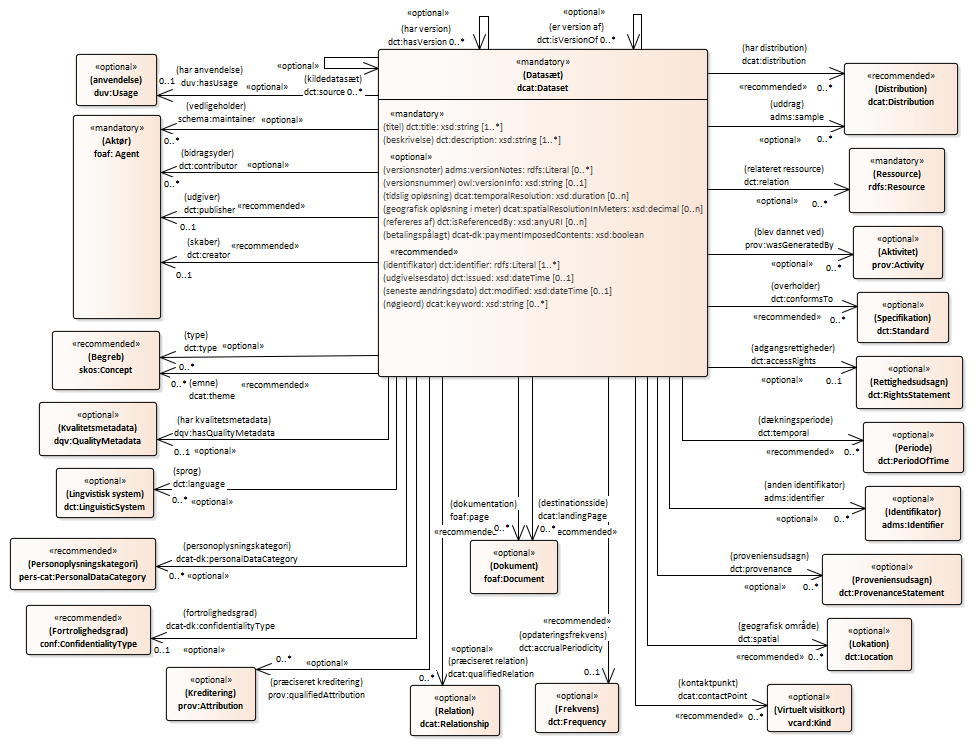 «optional»
(har version)
dct:hasVersion 0..*
«optional»
(er version af)
dct:isVersionOf 0..*
«optional»
(kildedatasæt)
dct:source 0..*
«mandatory»
(Datasæt)
dcat:Dataset
«mandatory»
(titel) dct:title: xsd:string [1..*]
(beskrivelse) dct:description: xsd:string [1..*]
«optional»
(versionsnoter) adms:versionNotes: rdfs:Literal [0..*]
(versionsnummer) owl:versionInfo: xsd:string [0..1]
(tidslig opløsning) dcat:temporalResolution: xsd:duration [0..n]
(geografisk opløsning i meter) dcat:spatialResolutionInMeters: xsd:decimal [0..n]
(refereres af) dct:isReferencedBy: xsd:anyURI [0..n]
(betalingspålagt) dcat-dk:paymentImposedContents: xsd:boolean
«recommended»
(identifikator) dct:identifier: rdfs:Literal [1..*]
(udgivelsesdato) dct:issued: xsd:dateTime [0..1]
(seneste ændringsdato) dct:modified: xsd:dateTime [0..1]
(nøgleord) dcat:keyword: xsd:string [0..*]
«optional»
(anvendelse)
duv:Usage
(har anvendelse)
0..1 duv:hasUsage «optional»
(vedligeholder)
schema:maintainer «optional»
0..*
«mandatory»
(Aktør)
foaf: Agent
(bidragsyder)
dct:contributor «optional»
0..*
(udgiver)
dct:publisher «recommended»
0..1
(skaber)
«recommended»
dct:creator
0..1
«recommended»
(Begreb)
skos:Concept
(type)
dct:type «optional»
0..*
0..* (emne) «recommended»
dcat:theme
«optional»
(Kvalitetsmetadata)
dqv:QualityMetadata
(har kvalitetsmetadata)
dqv:hasQualityMetadata
0..1 «optional»
«optional»
(Lingvistisk system)
dct:LinguisticSystem
(sprog)
dct:language
0..* «optional»
«recommended»
(Personoplysningskategori)
pers-cat:PersonalDataCategory
(personoplysningskategori)
dcat-dk:personalDataCategory
0..* «optional»
«recommended»
(Fortrolighedsgrad)
conf:ConfidentialityType
(fortrolighedsgrad)
dcat-dk:confidentialityType
0..1 «optional»
«optional»
(Kreditering)
prov:Attribution
0..* «optional»
(præciseret kreditering)
prov:qualifiedAttribution
«optional»
(præciseret relation)
dcat:qualifiedRelation
0..*
«optional»
(Relation)
dcat:Relationship
(dokumentation)
foaf:page
0..*
(destinationsside)
dcat:landingPage
0..*
«optional»
(Dokument)
foaf:Document
«recommended»
(opdateringsfrekvens)
dct:accrualPeriodicity
0..1
«optional»
(Frekvens)
dct:Frequency
(har distribution)
dcat:distribution
«recommended» 0..*
(uddrag)
adms:sample
«optional» 0..*
«recommended»
(Distribution)
dcat:Distribution
(relateret ressource)
dct:relation
«optional» 0..*
«mandatory»
(Ressource)
rdfs:Resource
(blev dannet ved)
prov:wasGeneratedBy
«optional» 0..*
«optional»
(Aktivitet)
prov:Activity
(overholder)
dct:conformsTo
«recommended» 0..*
«optional»
(Specifikation)
dct:Standard
(adgangsrettigheder)
dct:accessRights
«optional» 0..1
«optional»
(Rettighedsudsagn)
dct:RightsStatement
(dækningsperiode)
dct:temporal
«recommended» 0..*
«optional»
(Periode)
dct:PeriodOfTime
(anden identifikator)
adms:identifier
«optional» 0..*
«optional»
(Identifikator)
adms:Identifier
(proveniensudsagn)
dct:provenance
«optional» 0..*
«optional»
(Proveniensudsagn)
dct:ProvenanceStatement
(geografisk område)
dct:spatial
«recommended» 0..*
«optional»
(Lokation)
dct:Location
(kontaktpunkt)
dcat:contactPoint
«recommended» 0..*
«optional»
(Virtuelt visitkort)
vcard:Kind